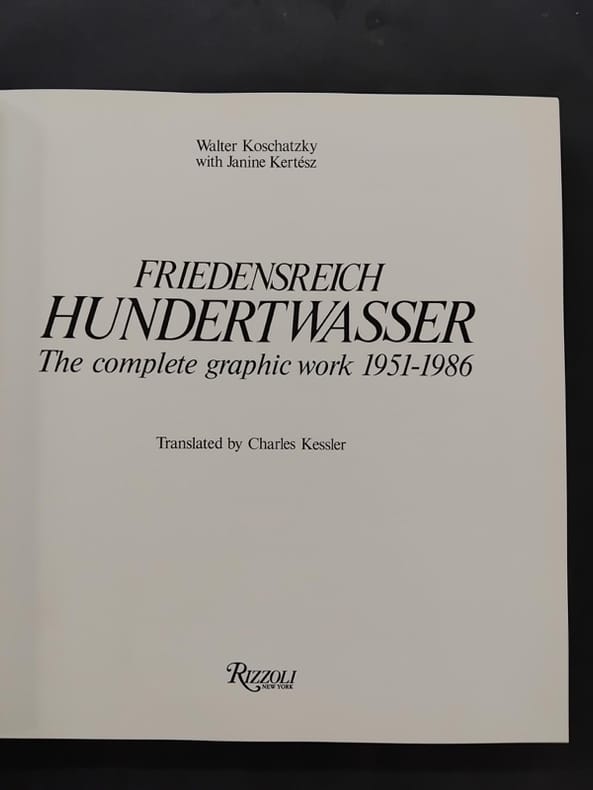 Walter Koschatzky
with Janine Kertész
FRIEDENSREICH
HUNDERTWASSER
The complete graphic work 1951-1986
Translated by Charles Kessler
RIZZOLI
NEW YORK